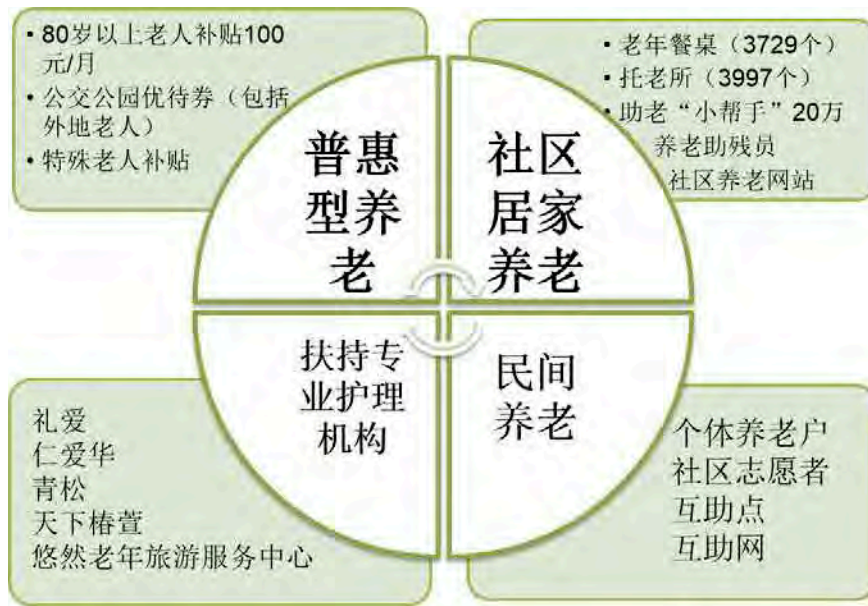 • 80岁以上老人补贴100
元/月
• 公交公园优待券（包括
外地老人）
• 特殊老人补贴
• 老年餐桌（3729个）
• 托老所（3997个）
• 助老“小帮手”20万
养老助残员
社区养老网站
普惠
型养
老
社区
居家
养老
扶持专
业护理
机构
民间
养老
礼爱
仁爱华
青松
天下椿萱
悠然老年旅游服务中心
个体养老户
社区志愿者
互助点
互助网